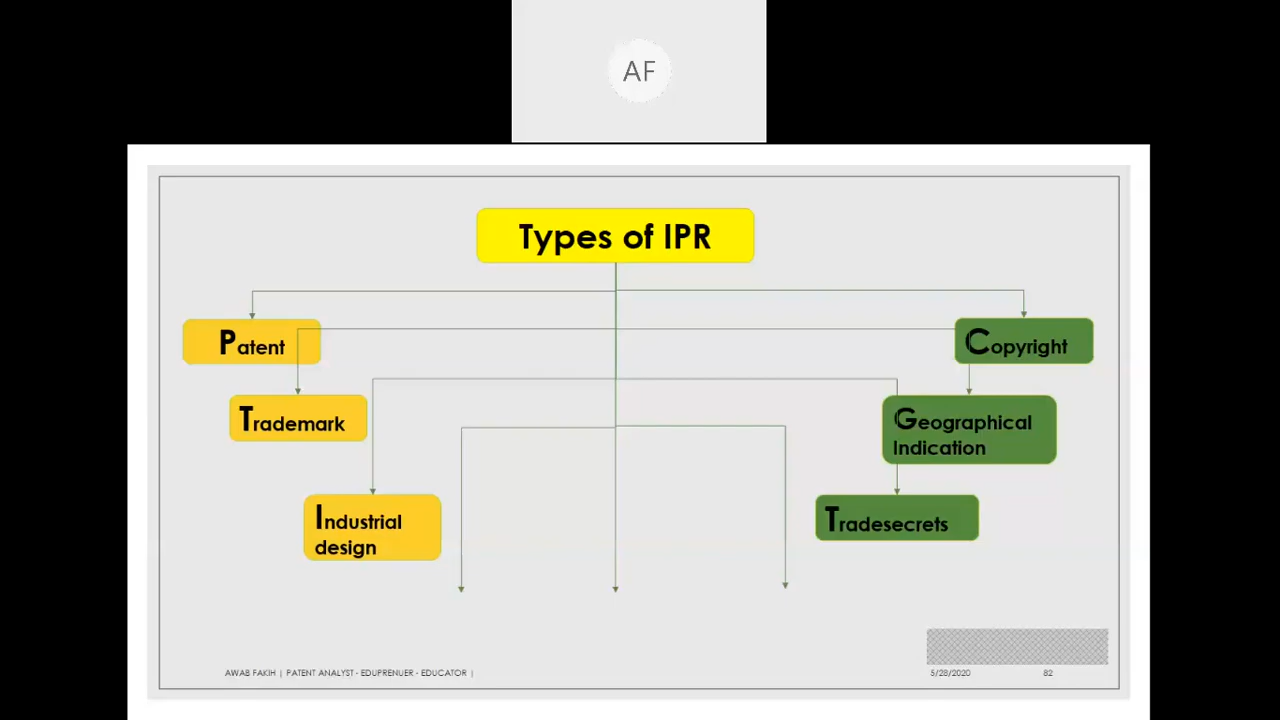 AF
Types of IPR
Patent
Copyright
Trademark
Geographical
Indication
Industrial
design
Tradesecrets
AWAB FAKIH | PATENT ANALYST - EDUPRENUER - EDUCATOR |
5/28/2020
82